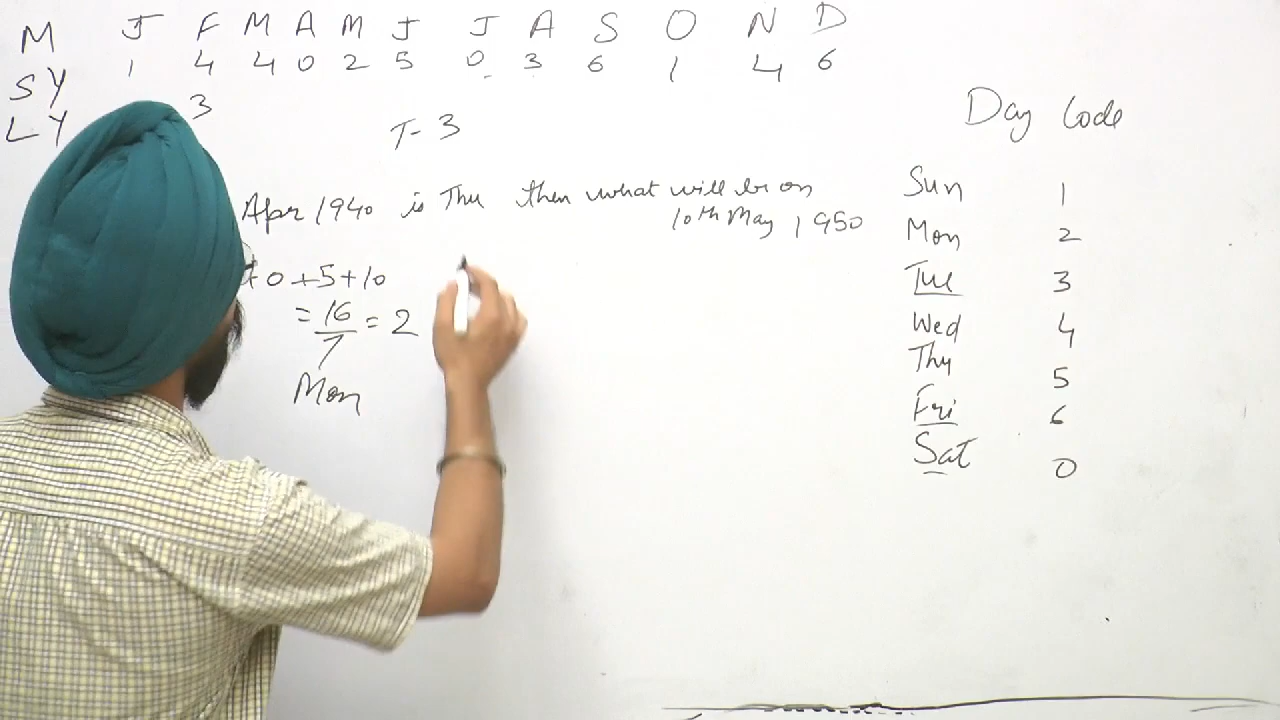 M J F M A M J J A S O N D
SY 1 4 4 0 2 5 0 3 6 1 4 6
LY 3
T-3
Day Code
Apr 1940 is Thu then what will be on
10th May 1950
0 +5+10
= 16/7 = 2
Mon
Sun 1
Mon 2
Tue 3
Wed 4
Thu 5
Fri 6
Sat 0